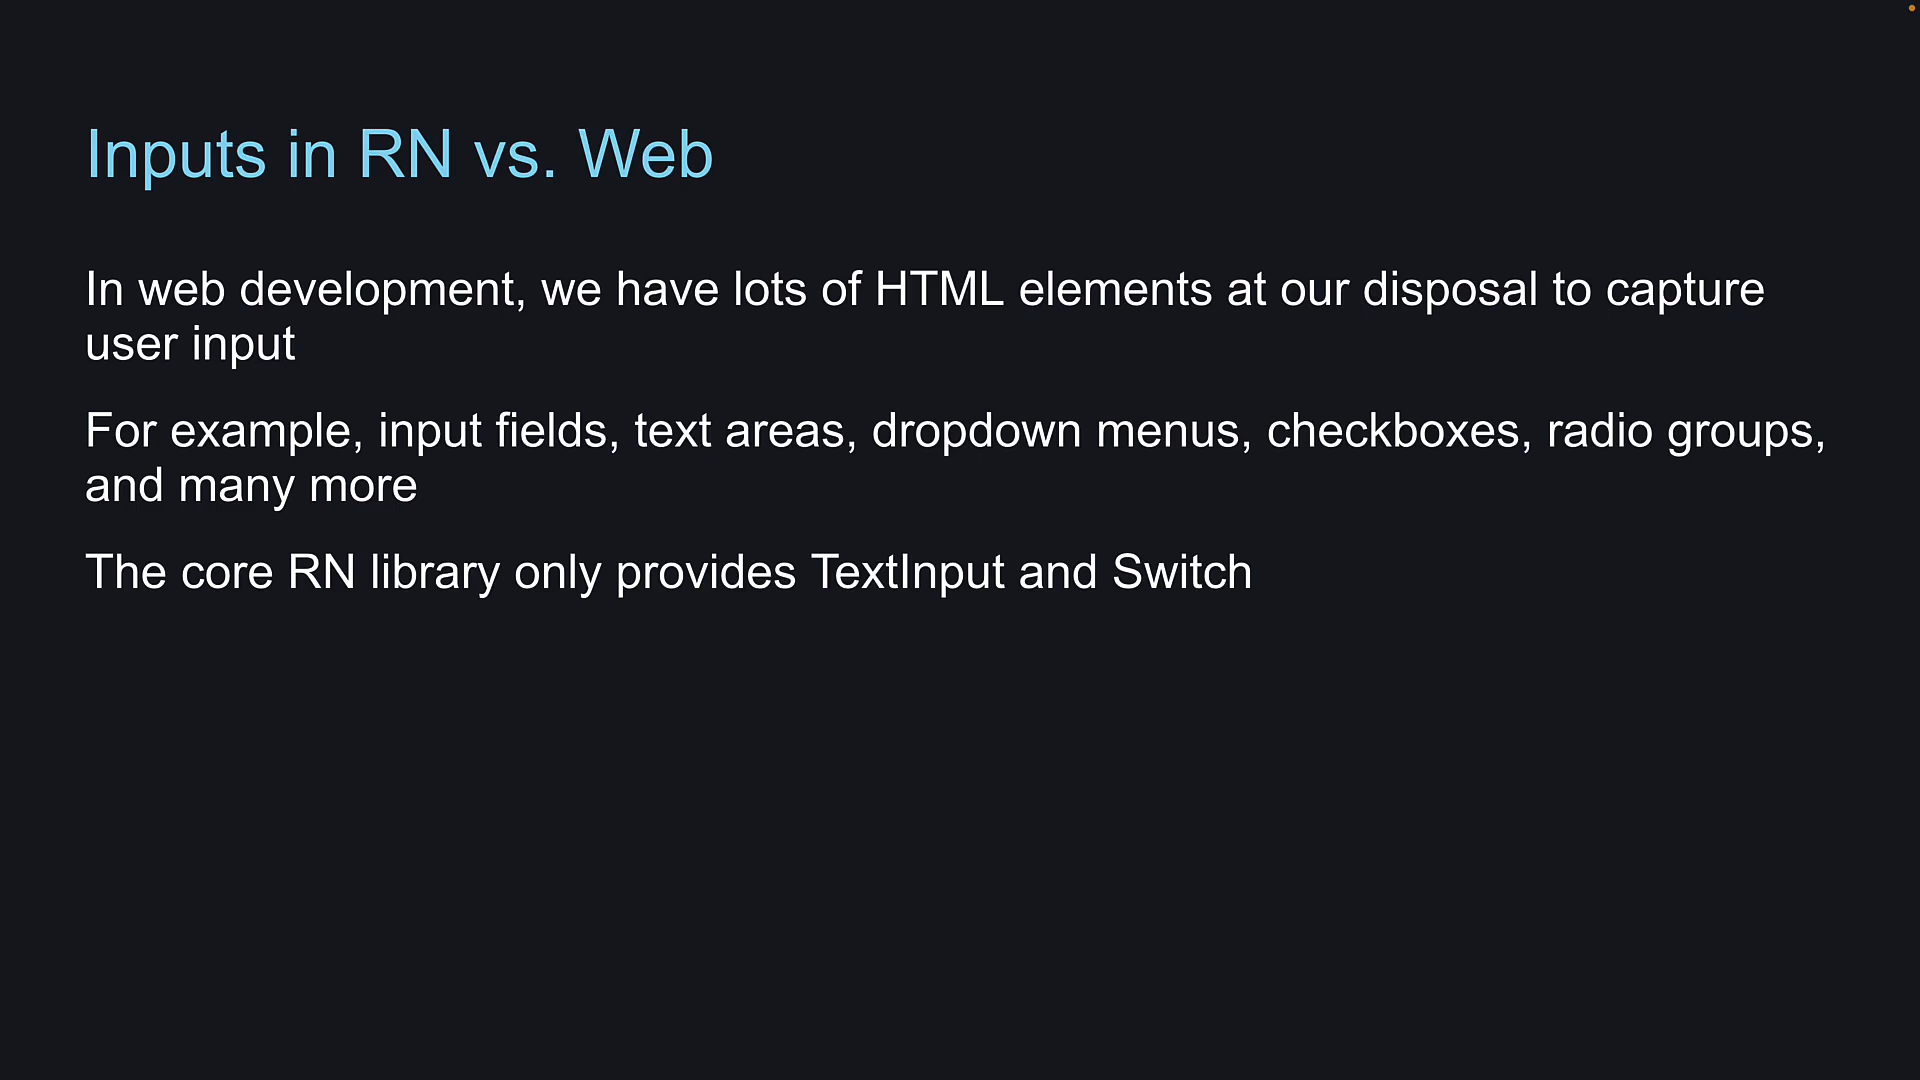 Inputs in RN vs. Web
In web development, we have lots of HTML elements at our disposal to capture
user input
For example, input fields, text areas, dropdown menus, checkboxes, radio groups,
and many more
The core RN library only provides TextInput and Switch